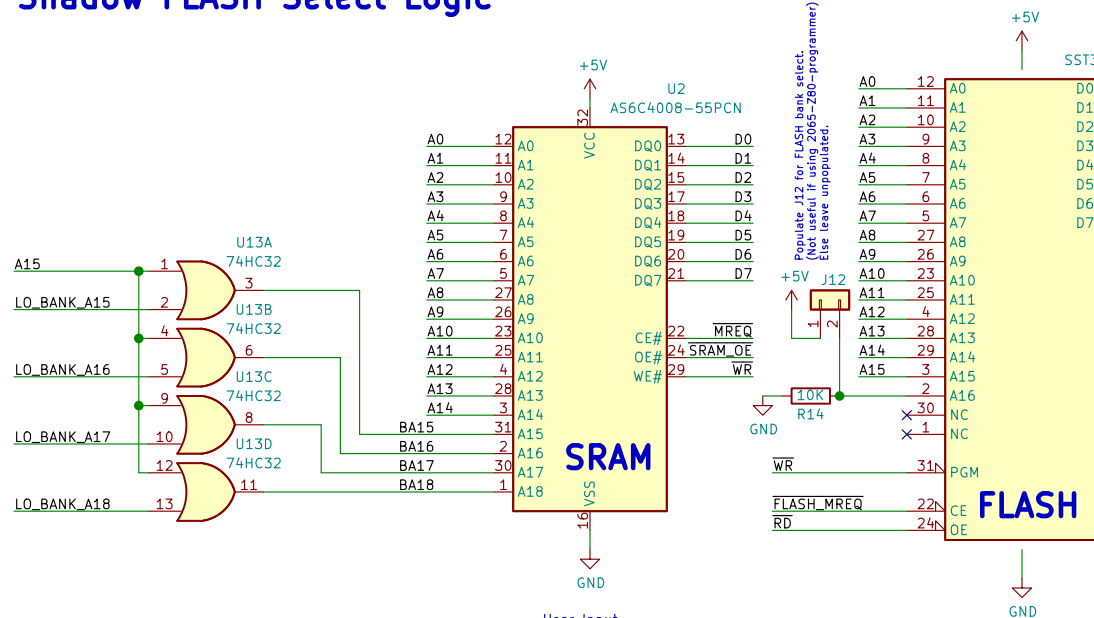 Shadow FLASH Select Logic
A15
LO_BANK_A15
LO_BANK_A16
LO_BANK_A17
LO_BANK_A18
U13A
74HC32
1
2
3
U13B
74HC32
4
5
6
U13C
74HC32
9
10
8
U13D
74HC32
12
13
11
+5V
U2
AS6C4008-55PCN
32
VCC
A0 12 A0
A1 11 A1
A2 10 A2
A3 9 A3
A4 8 A4
A5 7 A5
A6 6 A6
A7 5 A7
A8 27 A8
A9 26 A9
A10 23 A10
A11 25 A11
A12 4 A12
A13 28 A13
A14 3 A14
BA15 31 A15
BA16 2 A16
BA17 30 A17
BA18 1 A18
DQ0 13 D0
DQ1 14 D1
DQ2 15 D2
DQ3 17 D3
DQ4 18 D4
DQ5 19 D5
DQ6 20 D6
DQ7 21 D7
CE# 22 MREQ
OE# 24 SRAM_OE
WE# 29 WR
SRAM
VSS
16
GND
User Input
Populate J12 for FLASH bank select.
(Not useful if using 2065-Z80-programmer)
Else leave unpopulated.
+5V
J12
1 2
10K
R14
GND
+5V
SST3
A0 12 A0
A1 11 A1
A2 10 A2
A3 9 A3
A4 8 A4
A5 7 A5
A6 6 A6
A7 5 A7
A8 27 A8
A9 26 A9
A10 23 A10
A11 25 A11
A12 4 A12
A13 28 A13
A14 29 A14
A15 3 A15
2 A16
30 NC
1 NC
WR 31 PGM
FLASH_MREQ 22 CE
RD 24 OE
D0
D1
D2
D3
D4
D5
D6
D7
FLASH
GND